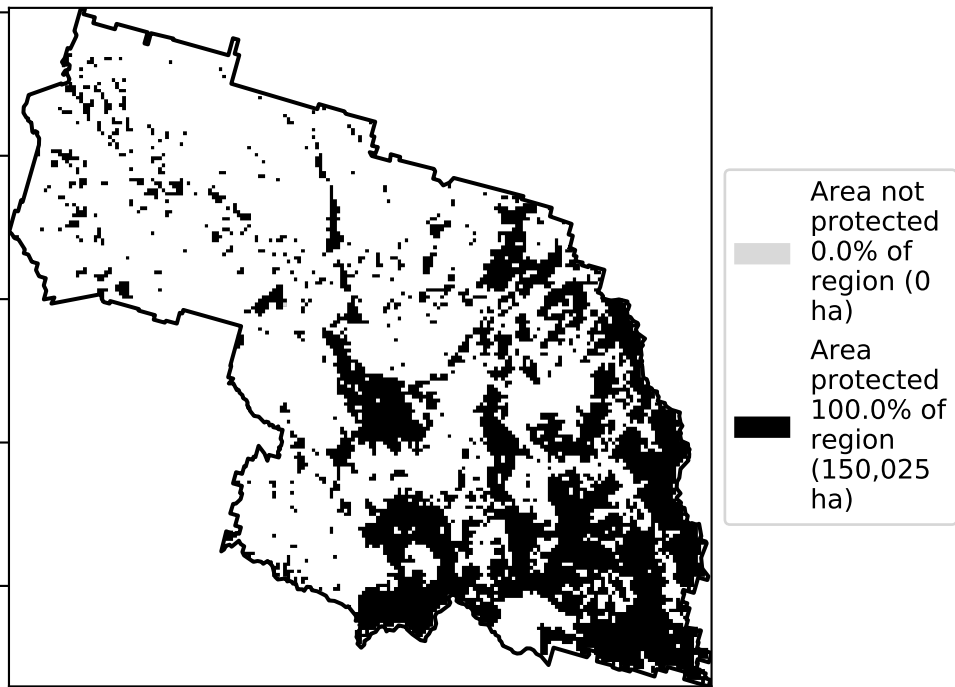 Area not
protected
0.0% of
region (0
ha)
Area
protected
100.0% of
region
(150,025
ha)